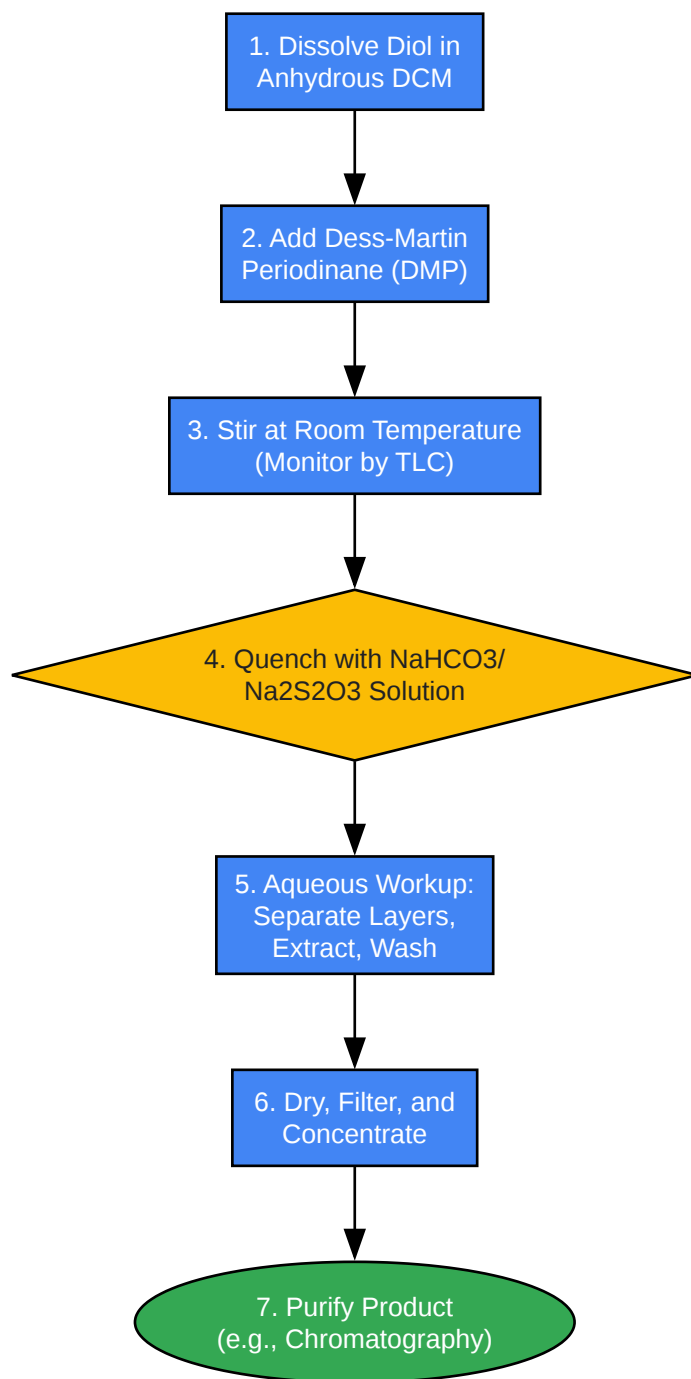 1. Dissolve Diol in
Anhydrous DCM
2. Add Dess-Martin
Periodinane (DMP)
3. Stir at Room Temperature
(Monitor by TLC)
4. Quench with NaHCO3/
Na2S2O3 Solution
5. Aqueous Workup:
Separate Layers,
Extract, Wash
6. Dry, Filter, and
Concentrate
7. Purify Product
(e.g., Chromatography)